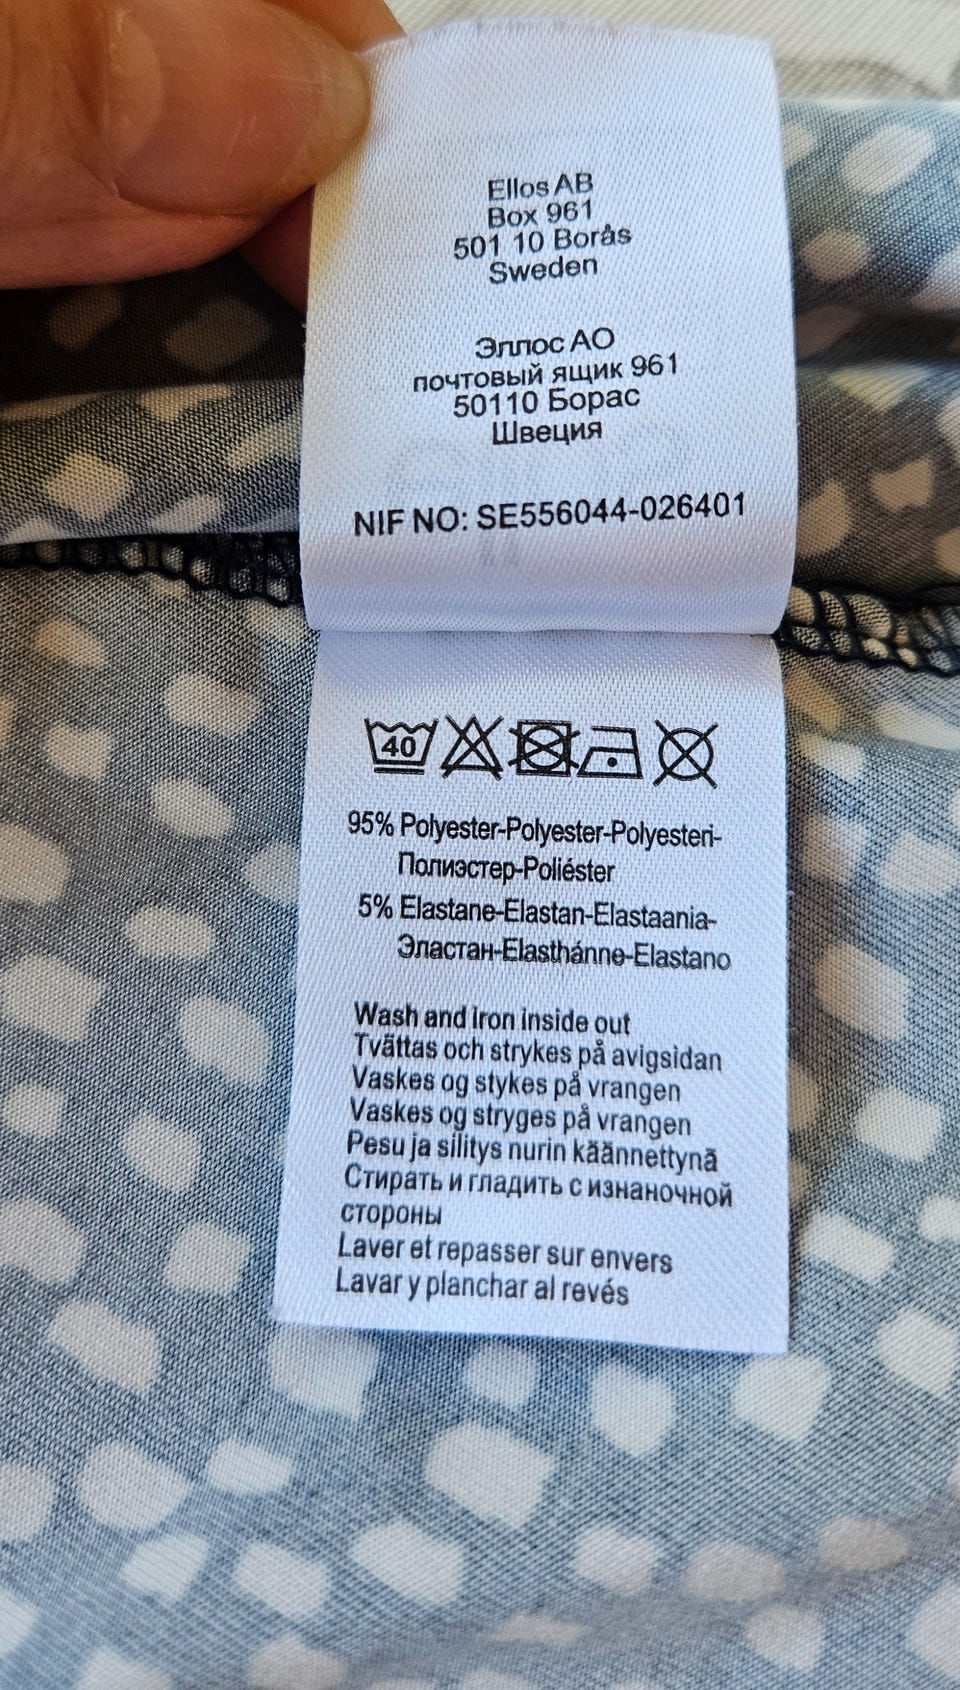 Ellos AB
Box 961
501 10 Borås
Sweden
Эллос АО
почтовый ящик 961
50110 Борас
Швеция
NIF NO: SE556044-026401
40
95% Polyester-Polyester-Polyesteri-
Полиэстер-Poliéster
5% Elastane-Elastan-Elastaania-
Эластан-Elasthánne-Elastano
Wash and iron inside out
Tvättas och strykes på avigsidan
Vaskes og stykes på vrangen
Vaskes og stryges på vrangen
Pesu ja silitys nurin käännettynä
Стирать и гладить с изнаночной
стороны
Laver et repasser sur envers
Lavar y planchar al revés